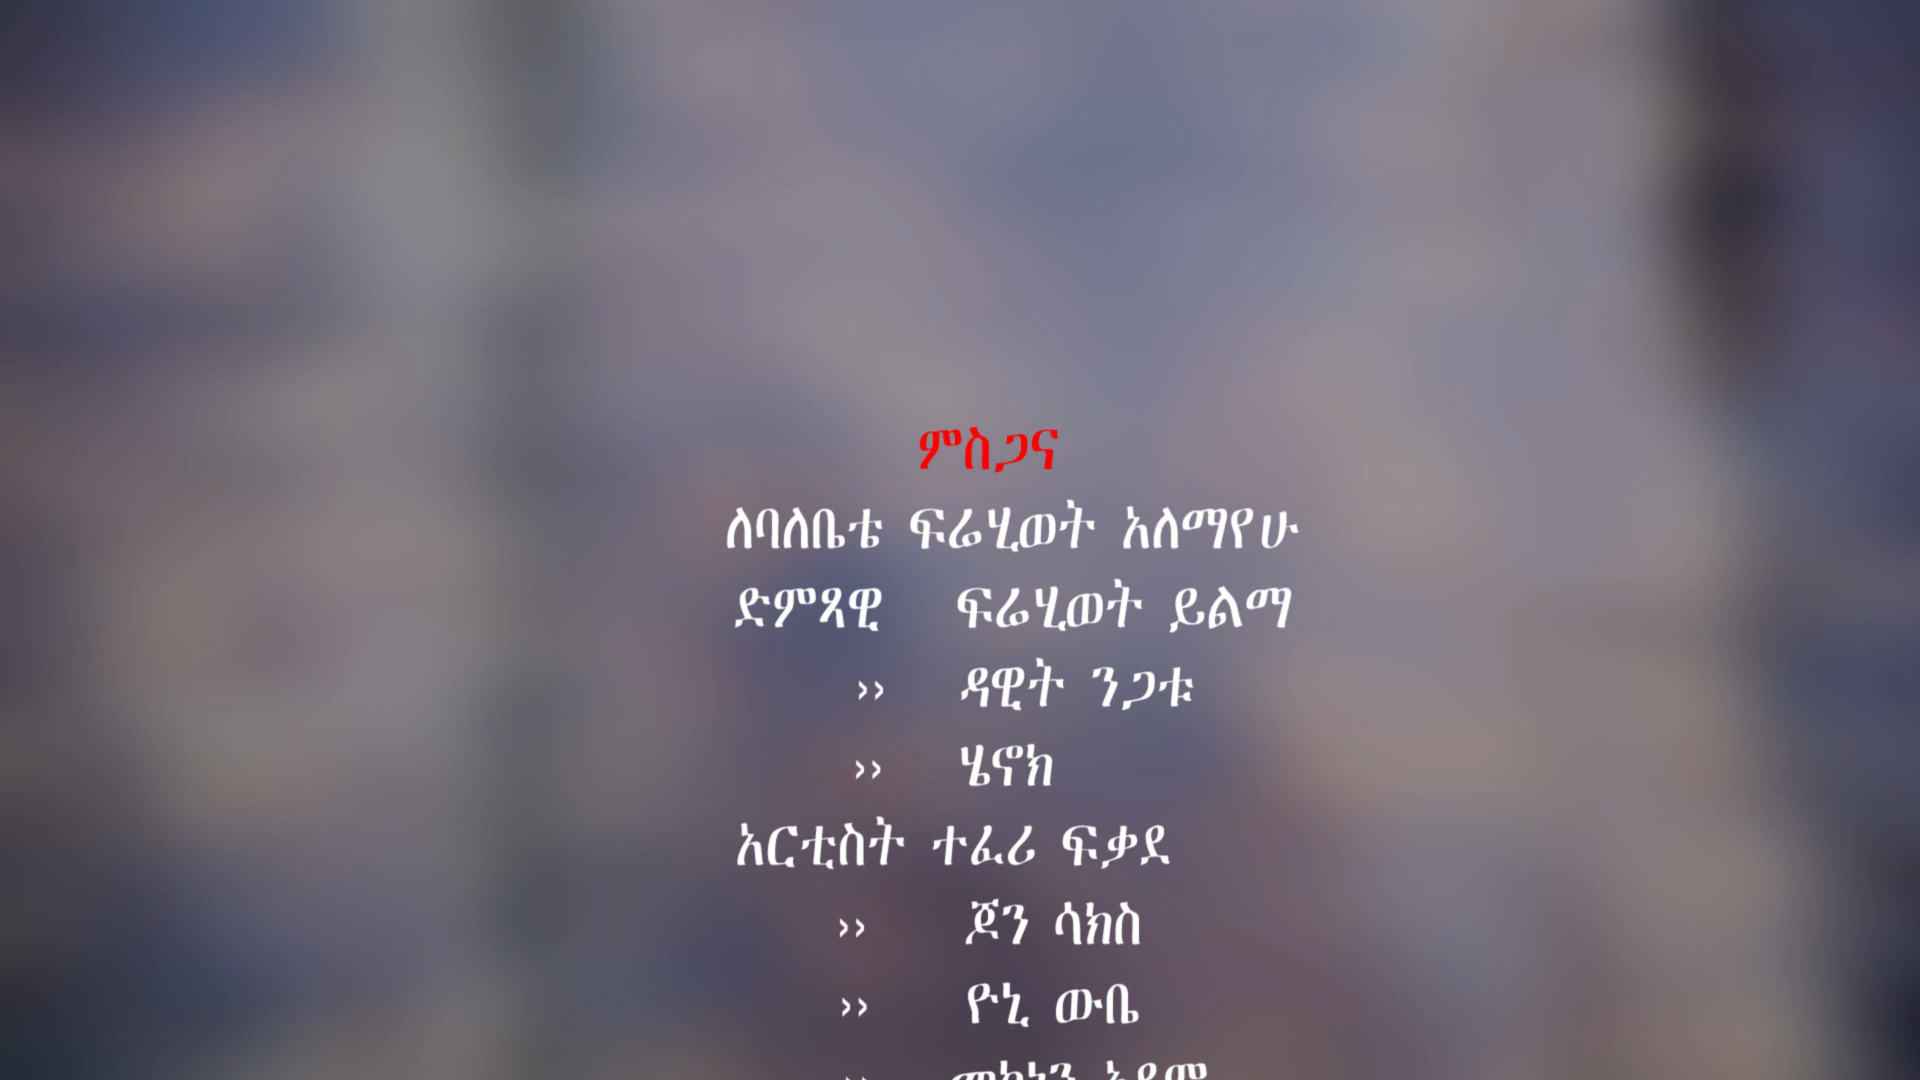 ምስጋና
ለባለቤቴ ፍሬሂወት አለማየሁ
ድምጻዊ ፍሬሂወት ይልማ
›› ዳዊት ንጋቱ
›› ሄኖክ
አርቲስት ተፈሪ ፍቃደ
›› ጆን ሳክስ
›› ዮኒ ውቤ
››